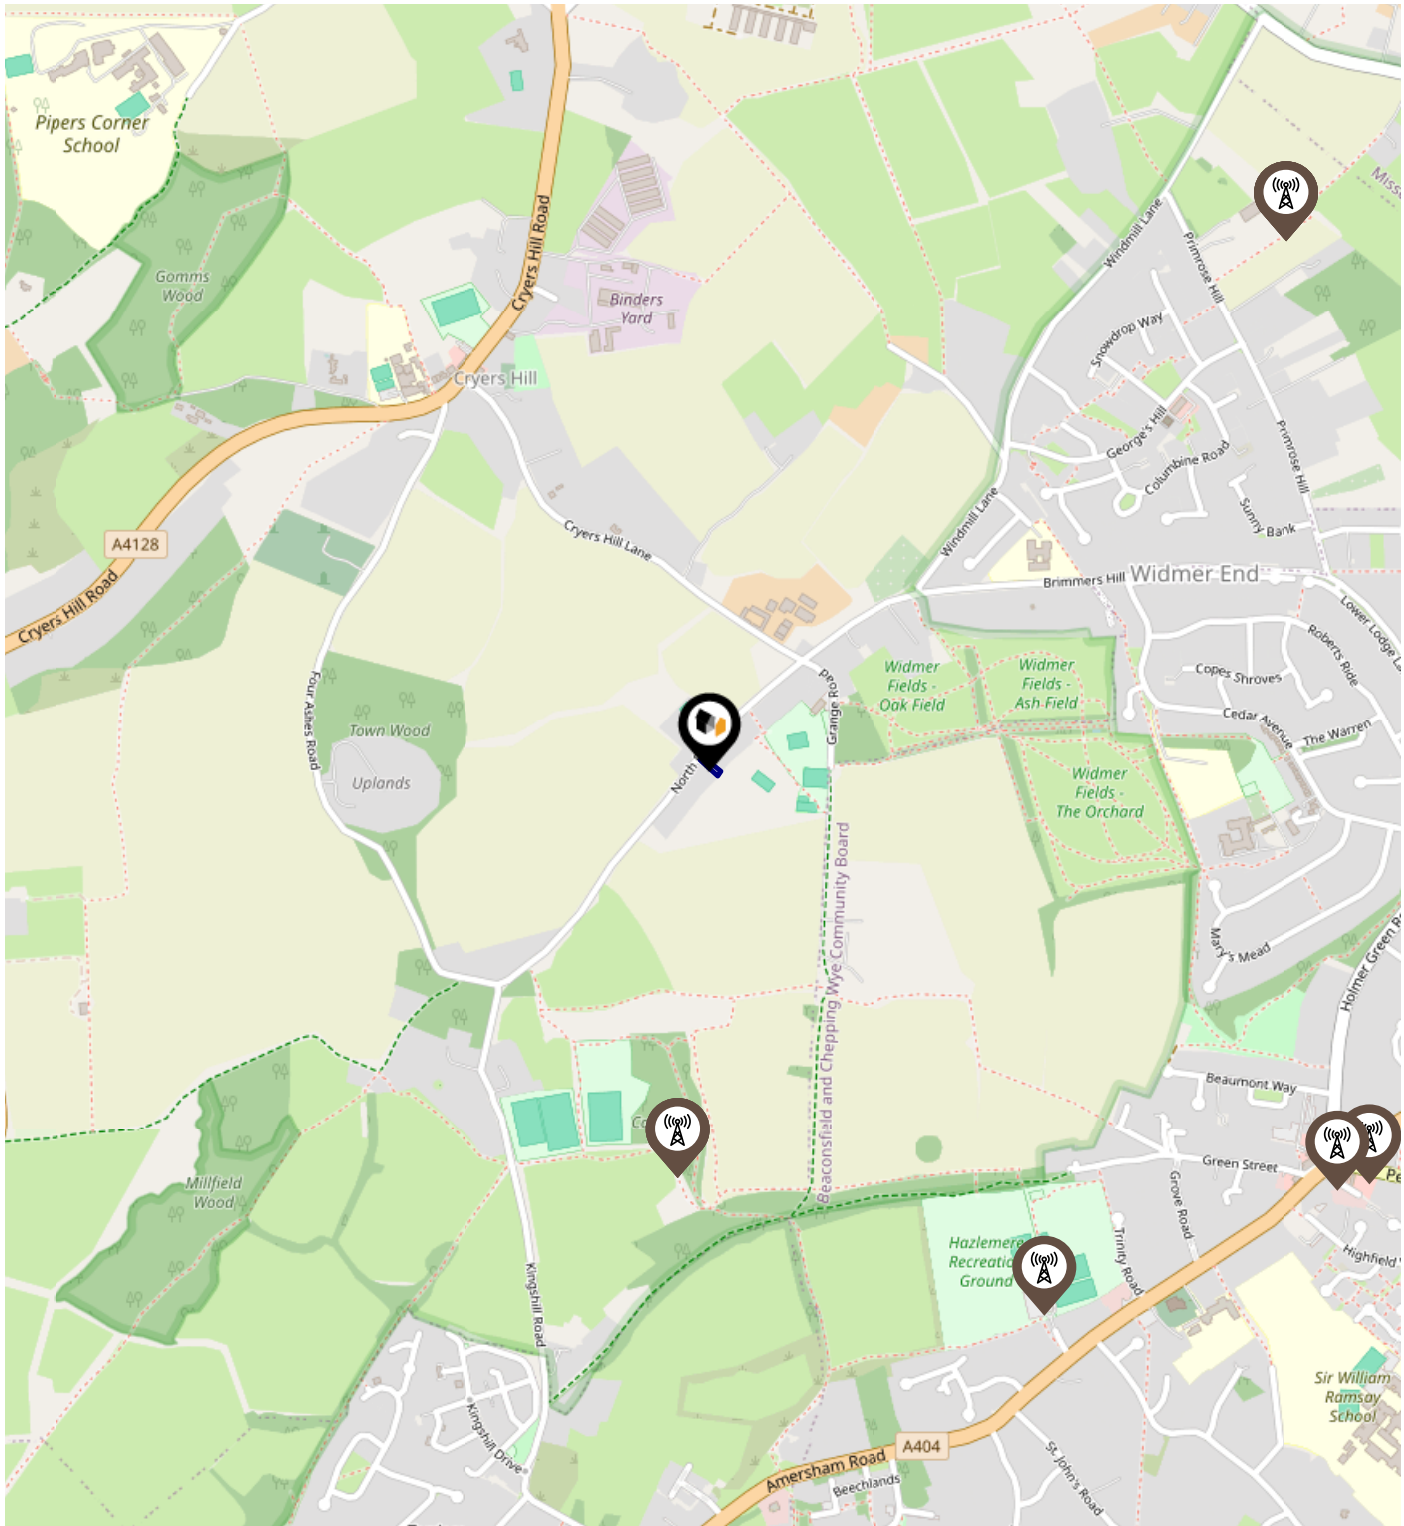 Pipers Corner
School
Misso
Cryers Hill Road
Windmill Lane
Primrose Hill
Gomms
Wood
Binders
Yard
Snowdrop Way
Cryers Hill
George's Hill
Columbine Road
Primrose Hill
Sunny Bank
Windmill Lane
Cryers Hill Lane
A4128
Cryers Hill Road
Brimmers Hill
Widmer End
Lower Lodge La
Roberts Ride
Copes Shroves
Widmer
Fields -
Oak Field
Widmer
Fields -
Ash Field
Grange Road
Four Ashes Road
Town Wood
Cedar Avenue
The Warren
North
Uplands
Widmer
Fields -
The Orchard
Beaconsfield and Chepping Wye Community Board
Mary's Mead
Holmer Green Ro
Beaumont Way
Co
Green Street
Pe
Millfield
Wood
Grove Road
Hazlemere
Recreatio
Ground
Trinity Road
Highfield
Kingshill Road
Sir William
Ramsay
School
Kingshill Drive
A404
Amersham Road
Beechlands
St John's Road